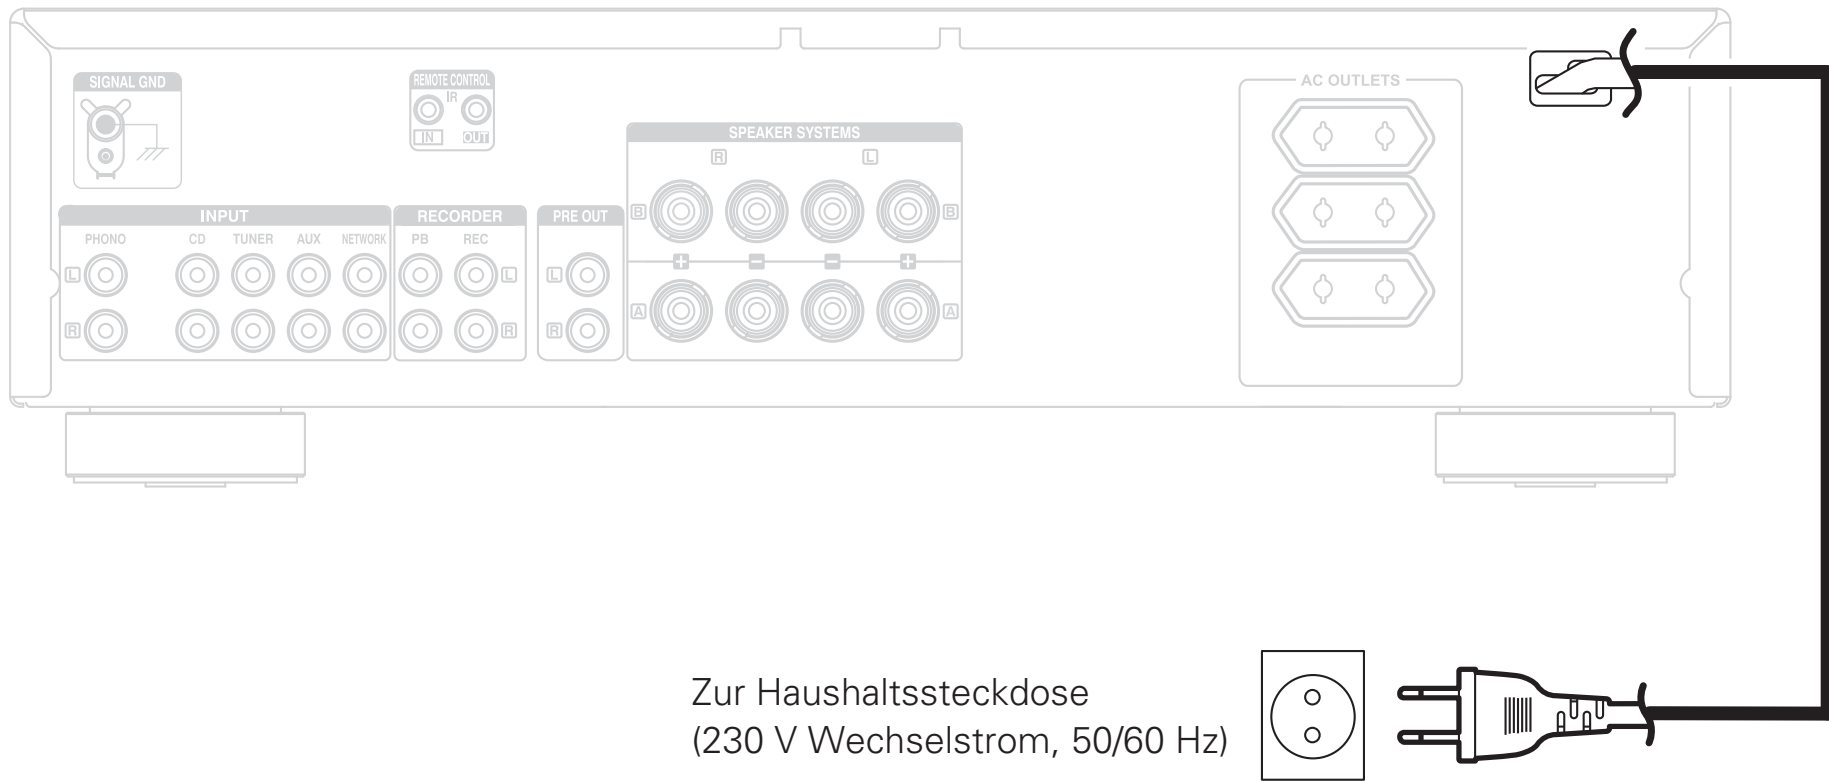 SIGNAL GND
REMOTE CONTROL
IR
IN OUT
AC OUTLETS
SPEAKER SYSTEMS
R L
B B
+ − − +
A A
INPUT
PHONO CD TUNER AUX NETWORK
L
R
RECORDER
PB REC
L
R
PRE OUT
L
R
Zur Haushaltssteckdose
(230 V Wechselstrom, 50/60 Hz)